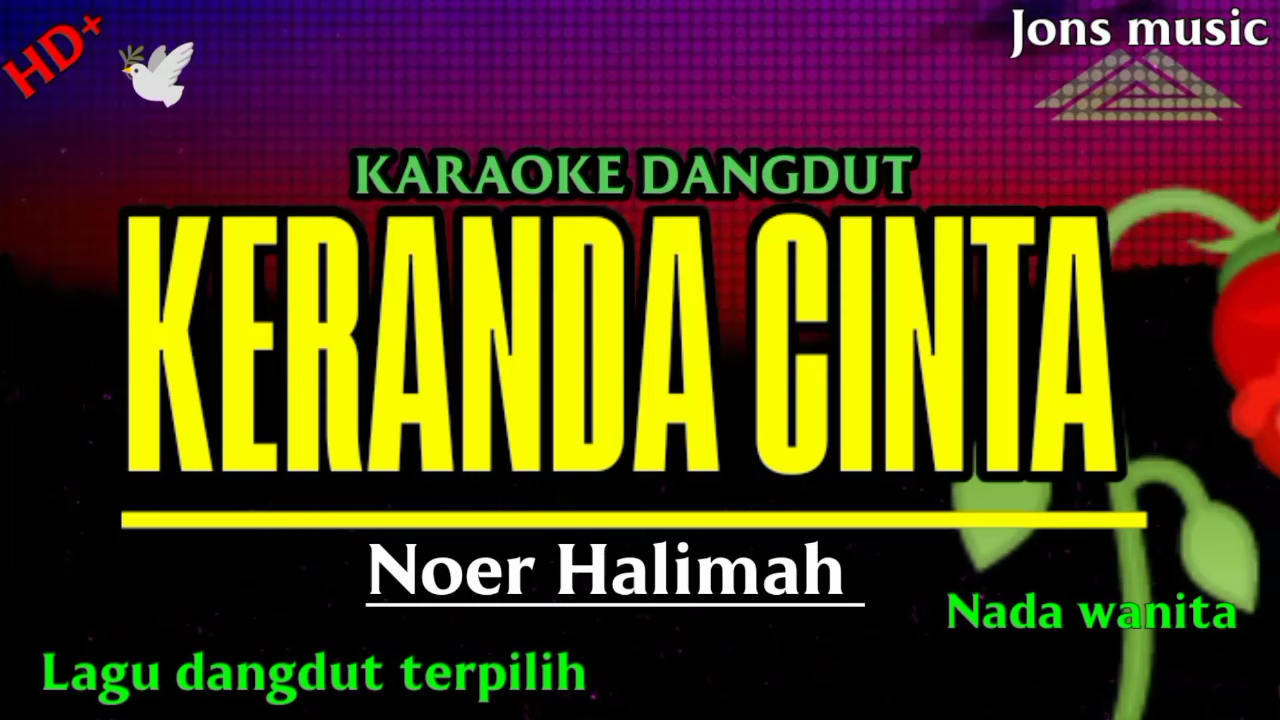 HD+
Jons music
KARAOKE DANGDUT
KERANDA CINTA
Noer Halimah
Nada wanita
Lagu dangdut terpilih